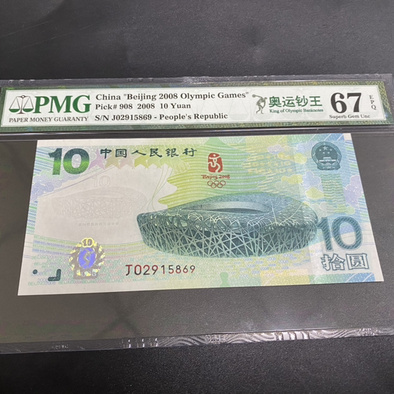 PMG
PAPER MONEY GUARANTY
China "Beijing 2008 Olympic Games"
Pick# 908 2008 10 Yuan
S/N J02915869 - People's Republic
奥运钞王
King of Olympic Banknotes
67 EPQ
Superb Gem Unc
10 中国人民银行
Beijing 2008
10
10
拾圆
J02915869